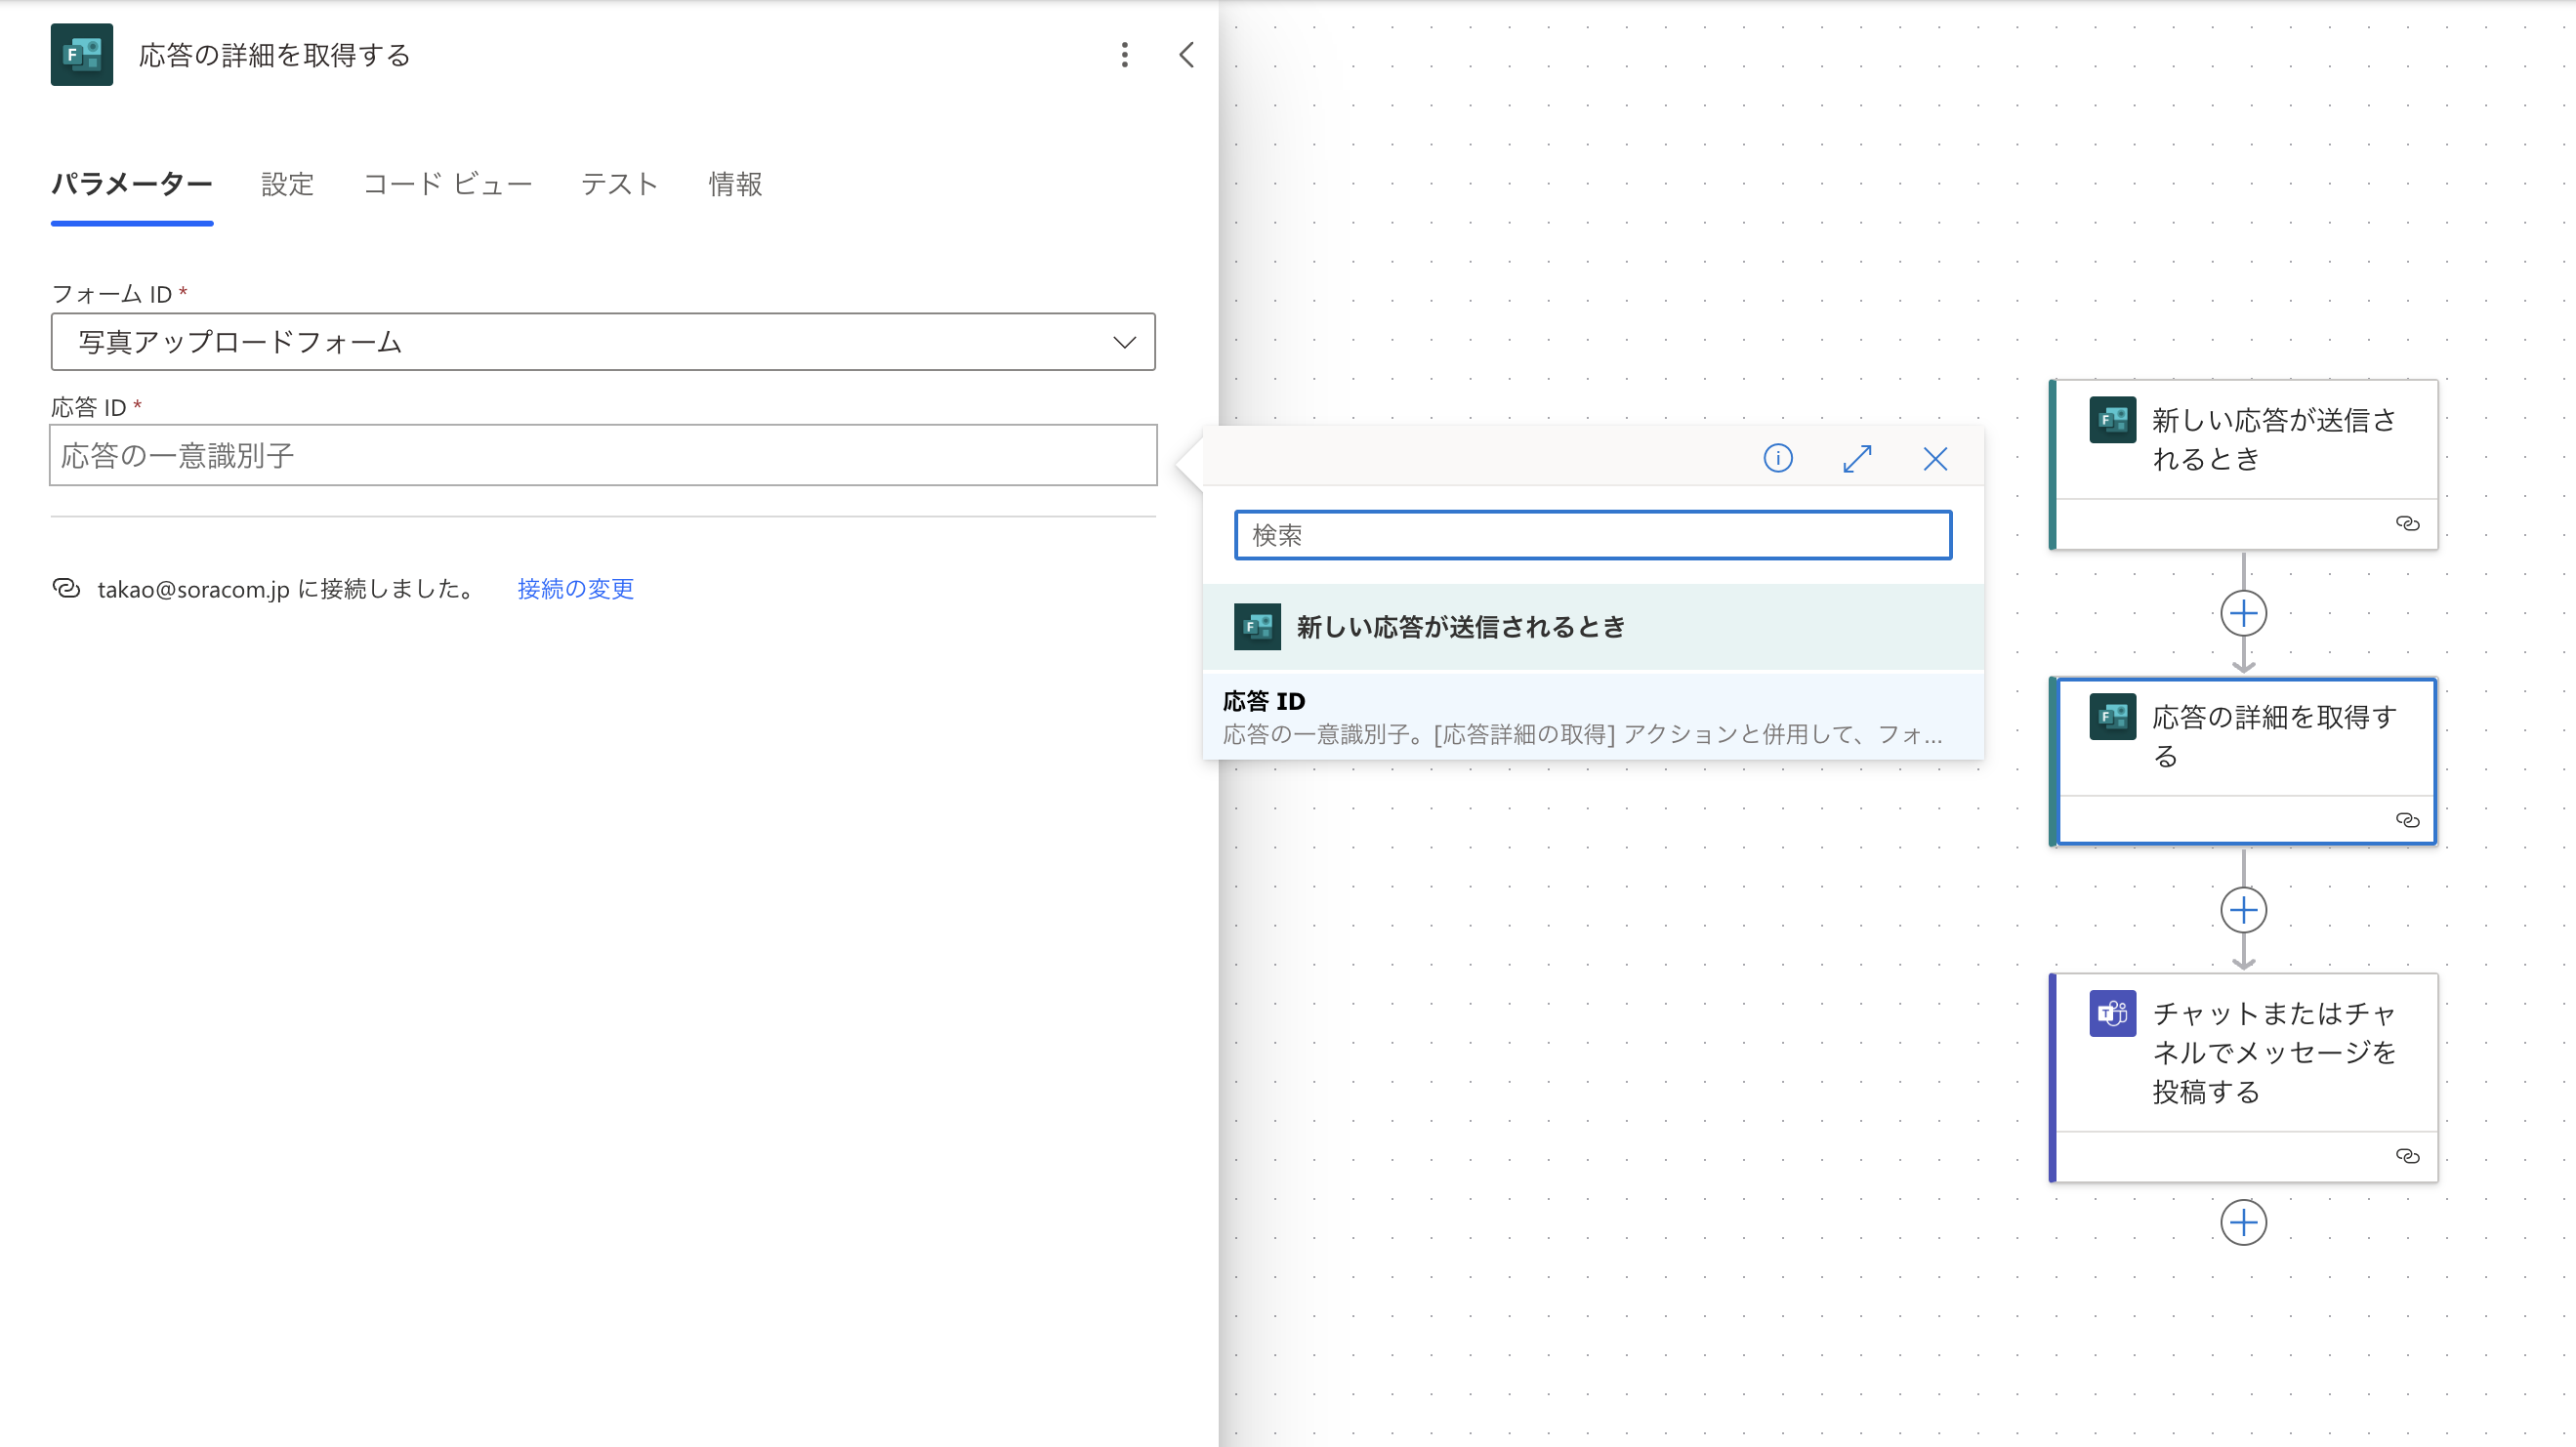 応答の詳細を取得する
パラメーター 設定 コード ビュー テスト 情報
フォーム ID *
写真アップロードフォーム
応答 ID *
応答の一意識別子
takao@soracom.jp に接続しました。 接続の変更
検索
新しい応答が送信されるとき
応答 ID
応答の一意識別子。[応答詳細の取得] アクションと併用して、フォ...
新しい応答が送信さ
れるとき
応答の詳細を取得す
る
チャットまたはチャ
ネルでメッセージを
投稿する